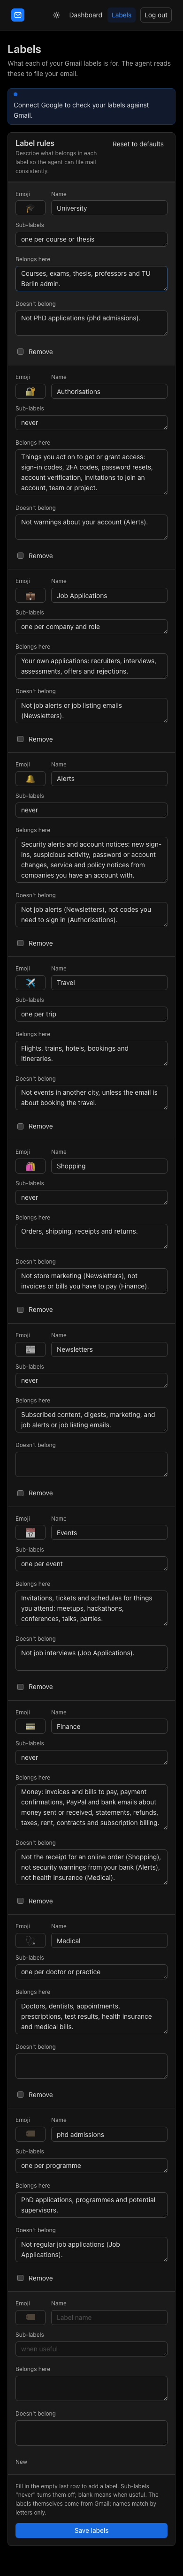 Dashboard Labels Log out
Labels
What each of your Gmail labels is for. The agent reads
these to file your email.
Connect Google to check your labels against
Gmail.
Label rules
Reset to defaults
Describe what belongs in each
label so the agent can file mail
consistently.
Emoji Name
University
Sub-labels
one per course or thesis
Belongs here
Courses, exams, thesis, professors and TU
Berlin admin.
Doesn't belong
Not PhD applications (phd admissions).
Remove
Emoji Name
Authorisations
Sub-labels
never
Belongs here
Things you act on to get or grant access:
sign-in codes, 2FA codes, password resets,
account verification, invitations to join an
account, team or project.
Doesn't belong
Not warnings about your account (Alerts).
Remove
Emoji Name
Job Applications
Sub-labels
one per company and role
Belongs here
Your own applications: recruiters, interviews,
assessments, offers and rejections.
Doesn't belong
Not job alerts or job listing emails
(Newsletters).
Remove
Emoji Name
Alerts
Sub-labels
never
Belongs here
Security alerts and account notices: new sign-
ins, suspicious activity, password or account
changes, service and policy notices from
companies you have an account with.
Doesn't belong
Not job alerts (Newsletters), not codes you
need to sign in (Authorisations).
Remove
Emoji Name
Travel
Sub-labels
one per trip
Belongs here
Flights, trains, hotels, bookings and
itineraries.
Doesn't belong
Not events in another city, unless the email is
about booking the travel.
Remove
Emoji Name
Shopping
Sub-labels
never
Belongs here
Orders, shipping, receipts and returns.
Doesn't belong
Not store marketing (Newsletters), not
invoices or bills you have to pay (Finance).
Remove
Emoji Name
Newsletters
Sub-labels
never
Belongs here
Subscribed content, digests, marketing, and
job alerts or job listing emails.
Doesn't belong
Remove
Emoji Name
Events
Sub-labels
one per event
Belongs here
Invitations, tickets and schedules for things
you attend: meetups, hackathons,
conferences, talks, parties.
Doesn't belong
Not job interviews (Job Applications).
Remove
Emoji Name
Finance
Sub-labels
never
Belongs here
Money: invoices and bills to pay, payment
confirmations, PayPal and bank emails about
money sent or received, statements, refunds,
taxes, rent, contracts and subscription billing.
Doesn't belong
Not the receipt for an online order (Shopping),
not security warnings from your bank (Alerts),
not health insurance (Medical).
Remove
Emoji Name
Medical
Sub-labels
one per doctor or practice
Belongs here
Doctors, dentists, appointments,
prescriptions, test results, health insurance
and medical bills.
Doesn't belong
Remove
Emoji Name
phd admissions
Sub-labels
one per programme
Belongs here
PhD applications, programmes and potential
supervisors.
Doesn't belong
Not regular job applications (Job
Applications).
Remove
Emoji Name
Label name
Sub-labels
when useful
Belongs here
Doesn't belong
New
Fill in the empty last row to add a label. Sub-labels
"never" turns them off; blank means when useful. The
labels themselves come from Gmail; names match by
letters only.
Save labels